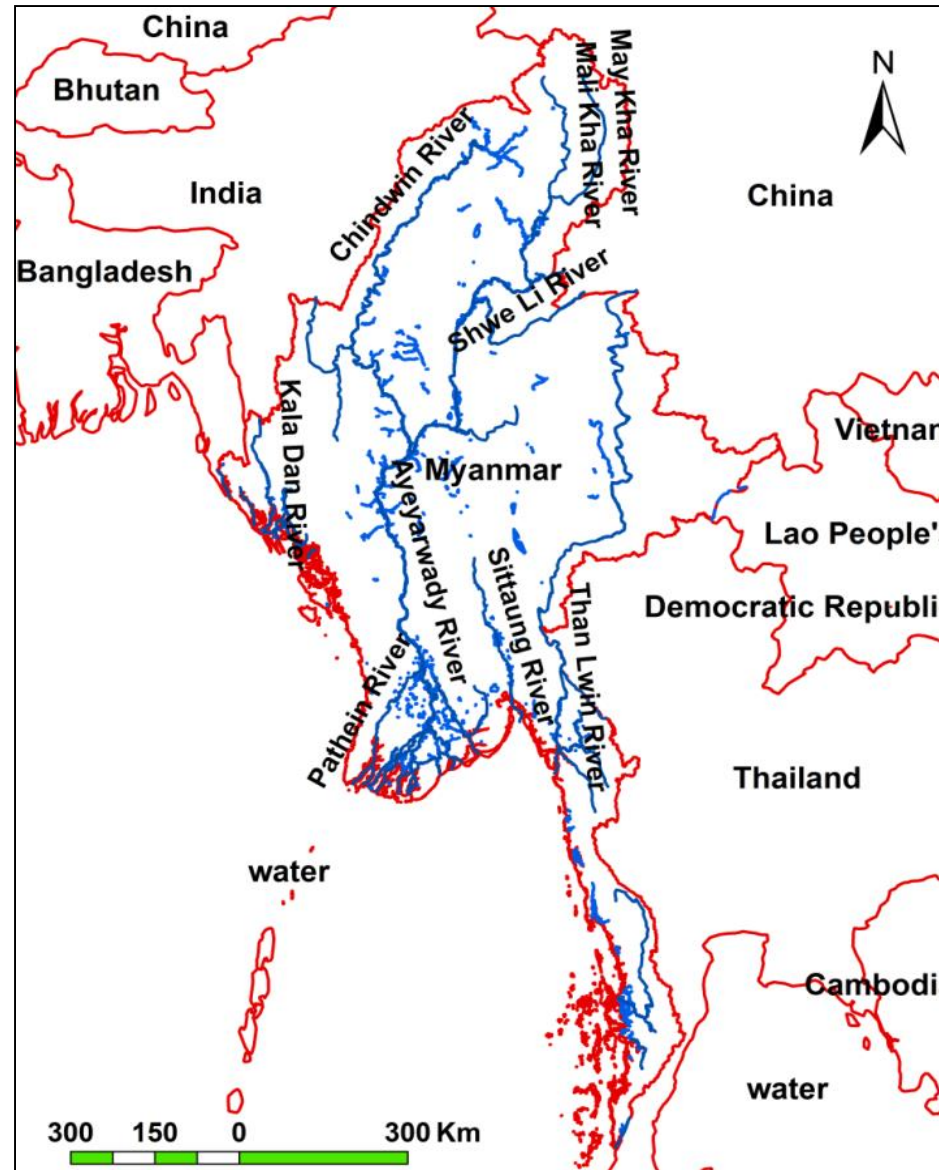 China
Bhutan
N
May Kha River
Mali Kha River
Chindwin River
India
China
Bangladesh
Shwe Li River
Kala Dan River
Vietnar
Myanmar
Ayeyarwady River
Lao People'
Sittaung River
Than Lwin River
Democratic Republi
Pathein River
Thailand
water
Cambodi
water
300 150 0 300 Km